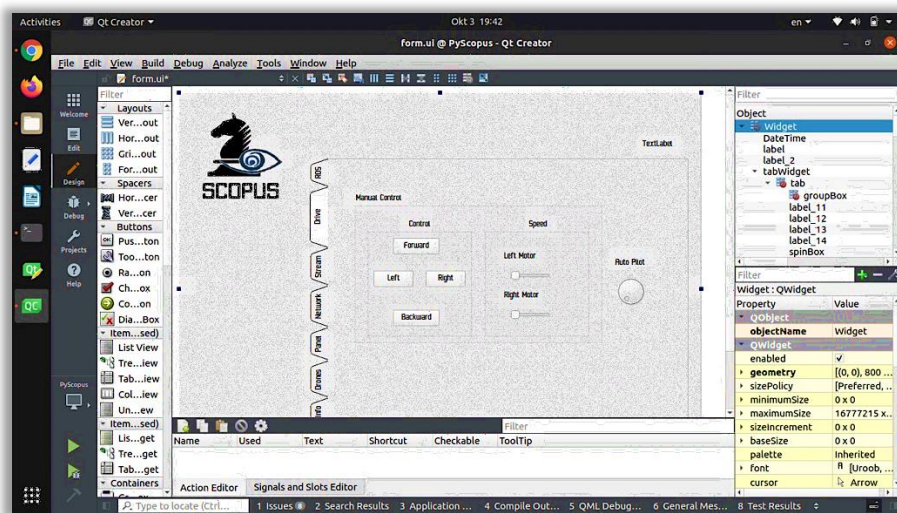 Activities
Qt Creator
Okt 3 19:42
en
form.ui @ PyScopus - Qt Creator
File Edit View Build Debug Analyze Tools Window Help
form.ui*
Welcome
Edit
Design
Debug
Projects
Help
PyScopus
Filter
Layouts
Ver...out
Hor...out
Gri...out
For...out
Spacers
Hor...cer
Ver...cer
Buttons
Pus...ton
Too...ton
Ra...on
Ch...ox
Co...on
Dia...Box
Item...sed)
List View
Tre...iew
Tab...iew
Col...iew
Un...ew
Item...sed)
Lis...get
Tre...get
Tab...get
Containers
SCOPUS
TextLabel
ROS
Drive
Stream
Network
Panel
Drones
Info
Manual Control
Control
Speed
Forward
Left
Right
Backward
Left Motor
Right Motor
Auto Pilot
Filter
Name Used Text Shortcut Checkable ToolTip
Action Editor Signals and Slots Editor
Filter
Object
Widget
DateTime
label
label_2
tabWidget
tab
groupBox
label_11
label_12
label_13
label_14
spinBox
Filter
Widget : QWidget
Property Value
QObject
objectName Widget
QWidget
enabled
geometry [(0, 0), 800 ...
sizePolicy [Preferred, ...
minimumSize 0 x 0
maximumSize 16777215 x...
sizeIncrement 0 x 0
baseSize 0 x 0
palette Inherited
font [Uroob, ...
cursor Arrow
Type to locate (Ctrl...
1 Issues 2 Search Results 3 Application ... 4 Compile Out... 5 QML Debug... 6 General Mes... 8 Test Results